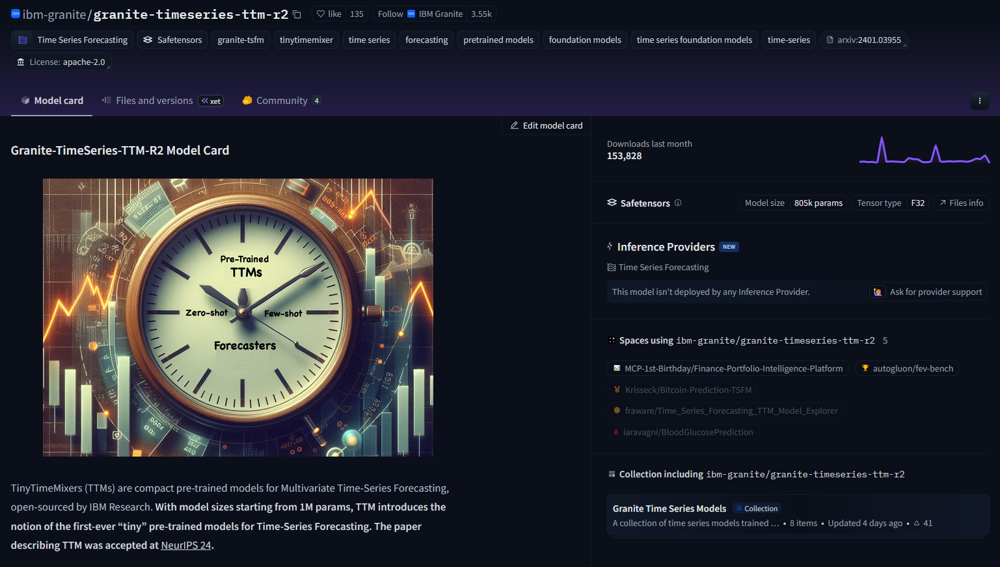 ibm-granite/granite-timeseries-ttm-r2 like 135 Follow IBM Granite 3.55k
Time Series Forecasting Safetensors granite-tsfm tinytimemixer time series forecasting pretrained models foundation models time series foundation models time-series arxiv:2401.03955
License: apache-2.0
Model card Files and versions xet Community 4
Edit model card
Granite-TimeSeries-TTM-R2 Model Card
Pre-Trained
TTMs
Zero-shot Few-shot
Forecasters
TinyTimeMixers (TTMs) are compact pre-trained models for Multivariate Time-Series Forecasting,
open-sourced by IBM Research. With model sizes starting from 1M params, TTM introduces the
notion of the first-ever “tiny” pre-trained models for Time-Series Forecasting. The paper
describing TTM was accepted at NeurIPS 24.
Downloads last month
153,828
Safetensors Model size 805k params Tensor type F32 Files info
Inference Providers NEW
Time Series Forecasting
This model isn't deployed by any Inference Provider. Ask for provider support
Spaces using ibm-granite/granite-timeseries-ttm-r2 5
MCP-1st-Birthday/Finance-Portfolio-Intelligence-Platform autogluon/fev-bench
Krisseck/Bitcoin-Prediction-TSFM
fraware/Time_Series_Forecasting_TTM_Model_Explorer
iaravagni/BloodGlucosePrediction
Collection including ibm-granite/granite-timeseries-ttm-r2
Granite Time Series Models Collection
A collection of time series models trained … • 8 items • Updated 4 days ago • 41